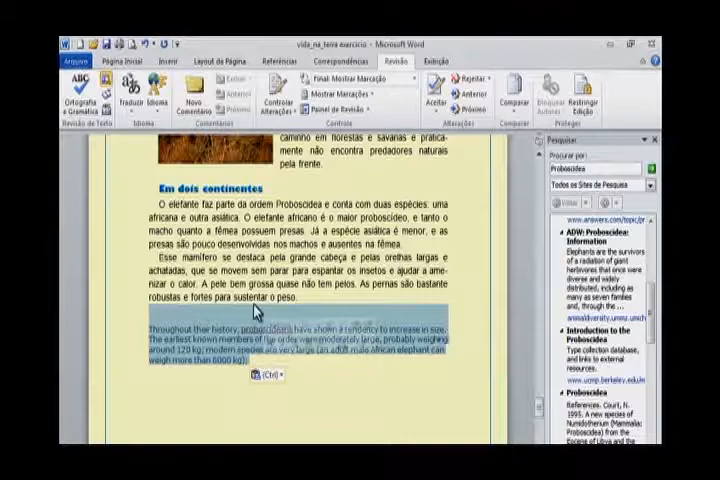 vida_na_terra exercicio - Microsoft Word
Arquivo Página Inicial Inserir Layout da Página Referências Correspondências Revisão Exibição
Ortografia e Gramática
Revisão de Texto
Traduzir
Idioma
Idioma
Novo Comentário
Excluir
Anterior
Próximo
Comentários
Controlar Alterações
Final: Mostrar Marcação
Mostrar Marcações
Painel de Revisão
Controle
Aceitar
Rejeitar
Anterior
Próximo
Alterações
Comparar
Comparar
Bloquear Autores
Restringir Edição
Proteger
caminho em florestas e savanas e pratica-
mente não encontra predadores naturais
pela frente.
Em dois continentes
O elefante faz parte da ordem Proboscidea e conta com duas espécies: uma
africana e outra asiática. O elefante africano é o maior proboscídeo, e tanto o
macho quanto a fêmea possuem presas. Já a espécie asiática é menor, e as
presas são pouco desenvolvidas nos machos e ausentes na fêmea.
Esse mamífero se destaca pela grande cabeça e pelas orelhas largas e
achatadas, que se movem sem parar para espantar os insetos e ajudar a ame-
nizar o calor. A pele bem grossa quase não tem pelos. As pernas são bastante
robustas e fortes para sustentar o peso.
Throughout their history, proboscideans have shown a tendency to increase in size.
The earliest known members of the order were moderately large, probably weighing
around 120 kg; modern species are very large (an adult male African elephant can
weigh more than 6000 kg).
(Ctrl)
Pesquisar
Procurar por:
Proboscidea
Todos os Sites de Pesquisa
Voltar
www.answers.com/topic/pr
ADW: Proboscidea:
Information
Elephants are the survivors
of a radiation of giant
herbivores that once were
diverse and widely
distributed, including as
many as seven families
and, through the ...
animaldiversity.ummz.umich
Introduction to the
Proboscidea
Type collection database,
and links to external
resources.
www.ucmp.berkeley.edu/m
Proboscidea
References. Court, N.
1995. A new species of
Numidotherium (Mammalia:
Proboscidea) from the
Eocene of Libya and the